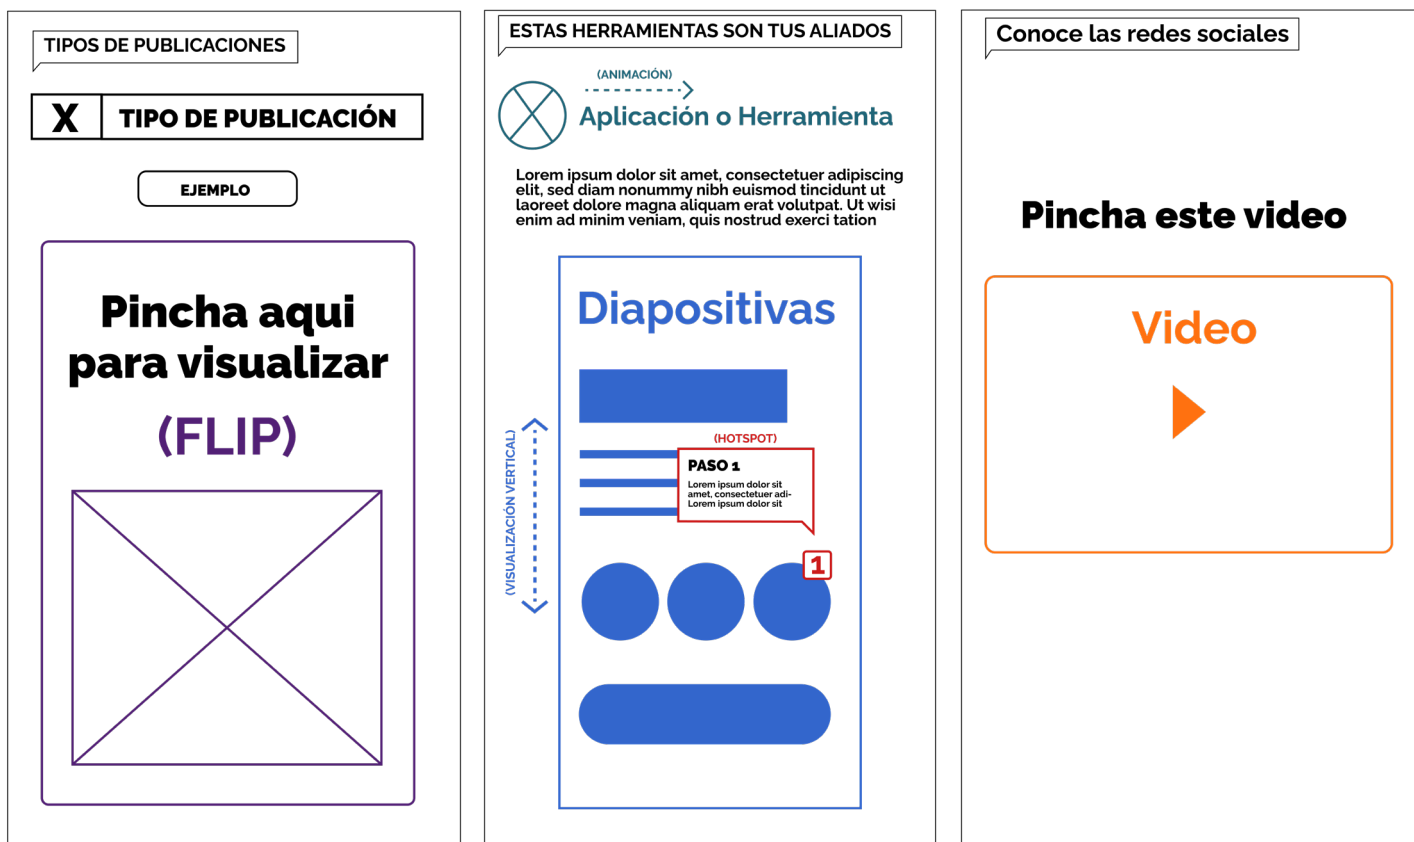 TIPOS DE PUBLICACIONES
X
TIPO DE PUBLICACIÓN
EJEMPLO
Pincha aqui
para visualizar
(FLIP)
ESTAS HERRAMIENTAS SON TUS ALIADOS
(ANIMACIÓN)
Aplicación o Herramienta
Lorem ipsum dolor sit amet, consectetuer adipiscing
elit, sed diam nonummy nibh euismod tincidunt ut
laoreet dolore magna aliquam erat volutpat. Ut wisi
enim ad minim veniam, quis nostrud exerci tation
Diapositivas
(VISUALIZACIÓN VERTICAL)
(HOTSPOT)
PASO 1
Lorem ipsum dolor sit
amet, consectetuer adi-
Lorem ipsum dolor sit
1
Conoce las redes sociales
Pincha este video
Video